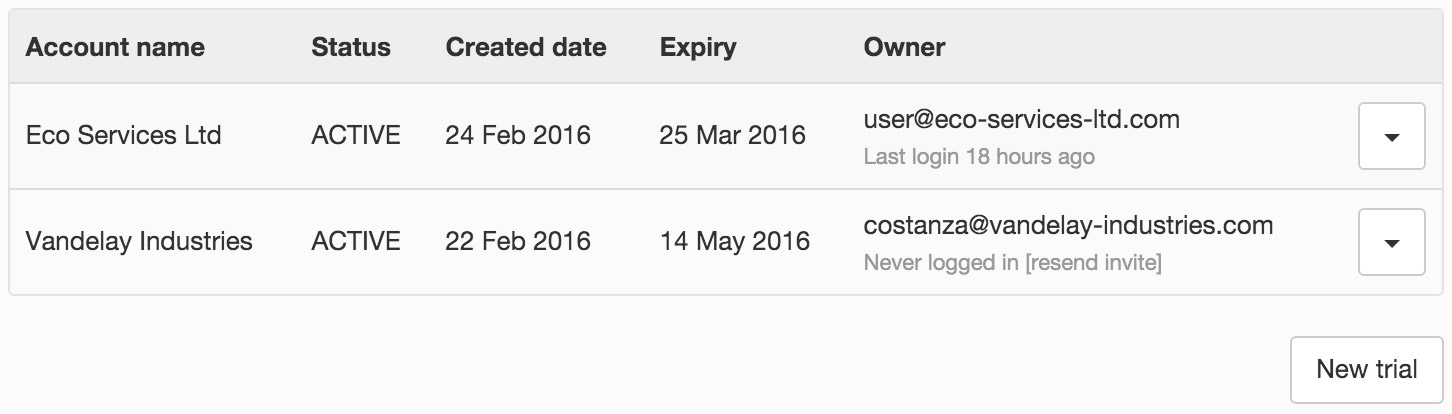 Account name Status Created date Expiry Owner
Eco Services Ltd ACTIVE 24 Feb 2016 25 Mar 2016 user@eco-services-ltd.com
Last login 18 hours ago
Vandelay Industries ACTIVE 22 Feb 2016 14 May 2016 costanza@vandelay-industries.com
Never logged in [resend invite]
New trial